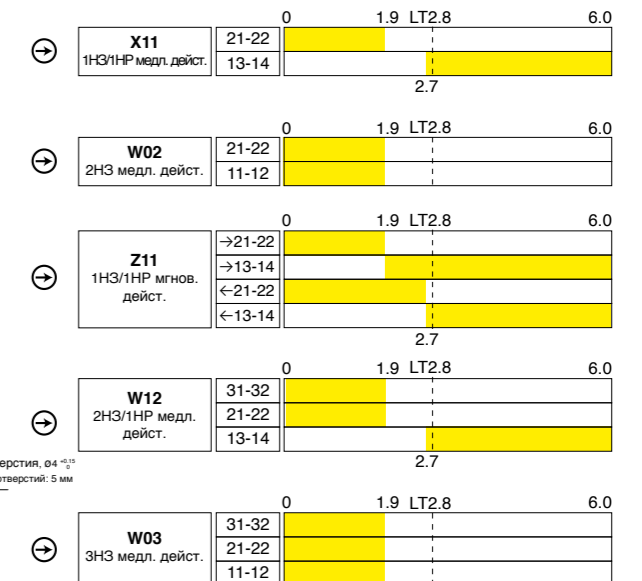 0 1.9 LT2.8 6.0
X11 21-22
1НЗ/1НР медл. дейст. 13-14
2.7
0 1.9 LT2.8 6.0
W02 21-22
2НЗ медл. дейст. 11-12
0 1.9 LT2.8 6.0
→21-22
Z11 →13-14
1НЗ/1НР мгнов. ←21-22
дейст. ←13-14
2.7
0 1.9 LT2.8 6.0
W12 31-32
2НЗ/1НР медл. 21-22
дейст. 13-14
2.7
ерстия, ø4 +0.15 0
отверстий: 5 мм
0 1.9 LT2.8 6.0
31-32
W03 21-22
3НЗ медл. дейст. 11-12